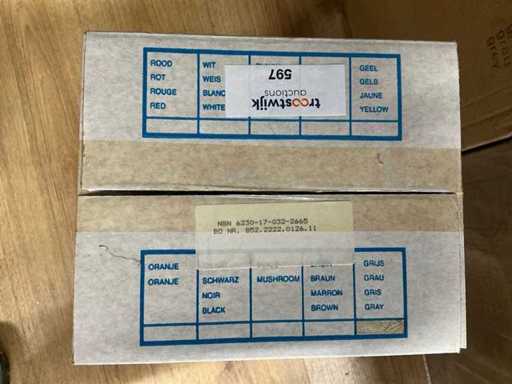 ROOD WIT GEEL
ROT WEIS GELB
ROUGE BLANC JAUNE
RED WHITE YELLOW
troostwijk
auctions
597
NBN 6230-17-032-2665
BO NR. 852.2222.0126.11
ORANJE GRIJS
ORANJE SCHWARZ MUSHROOM BRAUN GRAU
NOIR MARRON GRIS
BLACK BROWN GRAY